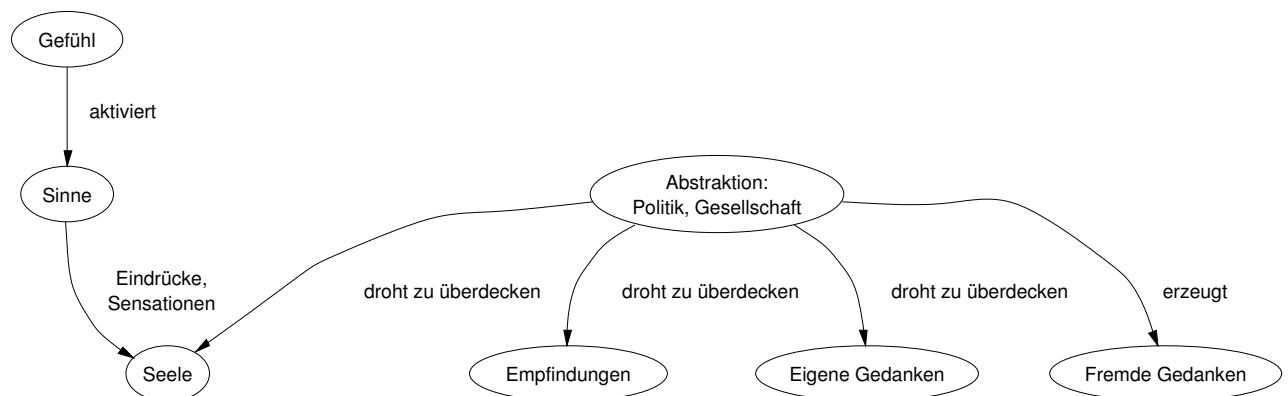 Gefühl
aktiviert
Sinne
Abstraktion:
Politik, Gesellschaft
Eindrücke,
Sensationen
droht zu überdecken
droht zu überdecken
droht zu überdecken
erzeugt
Seele
Empfindungen
Eigene Gedanken
Fremde Gedanken